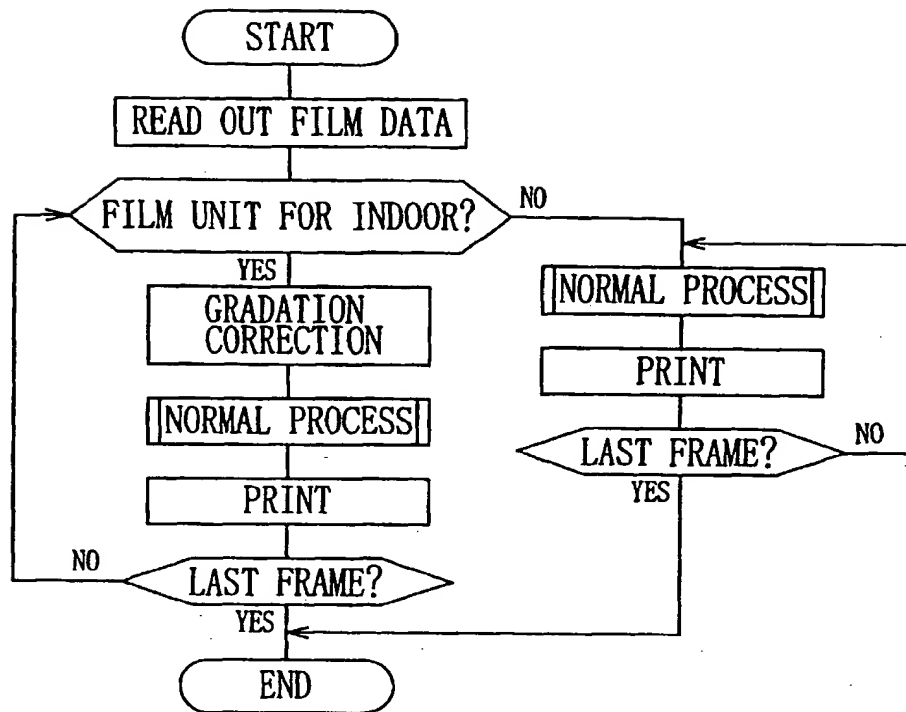 START
READ OUT FILM DATA
FILM UNIT FOR INDOOR?
NO
YES
GRADATION
CORRECTION
NORMAL PROCESS
PRINT
NO
LAST FRAME?
YES
NORMAL PROCESS
PRINT
LAST FRAME?
NO
YES
END